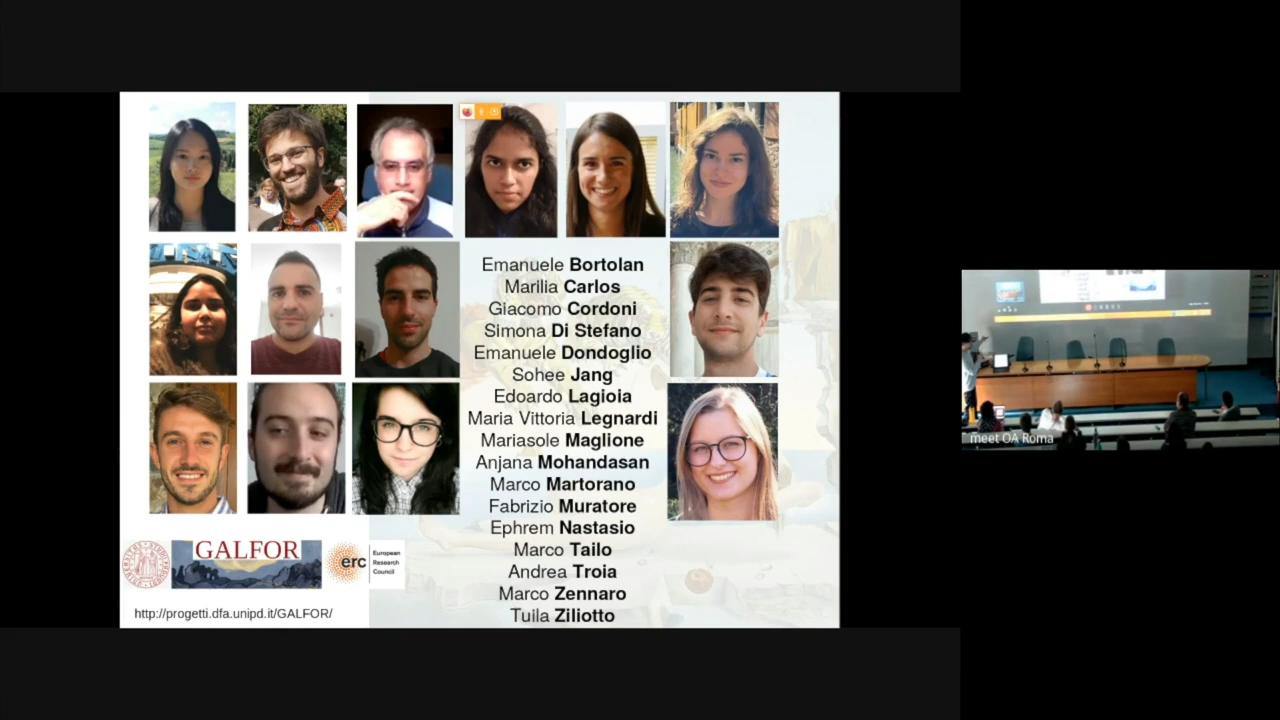 Emanuele Bortolan
Marilia Carlos
Giacomo Cordoni
Simona Di Stefano
Emanuele Dondoglio
Sohee Jang
Edoardo Lagioia
Maria Vittoria Legnardi
Mariasole Maglione
Anjana Mohandasan
Marco Martorano
Fabrizio Muratore
Ephrem Nastasio
Marco Tailo
Andrea Troia
Marco Zennaro
Tuila Ziliotto
GALFOR
erc
European
Research
Council
http://progetti.dfa.unipd.it/GALFOR/
meet OA Roma